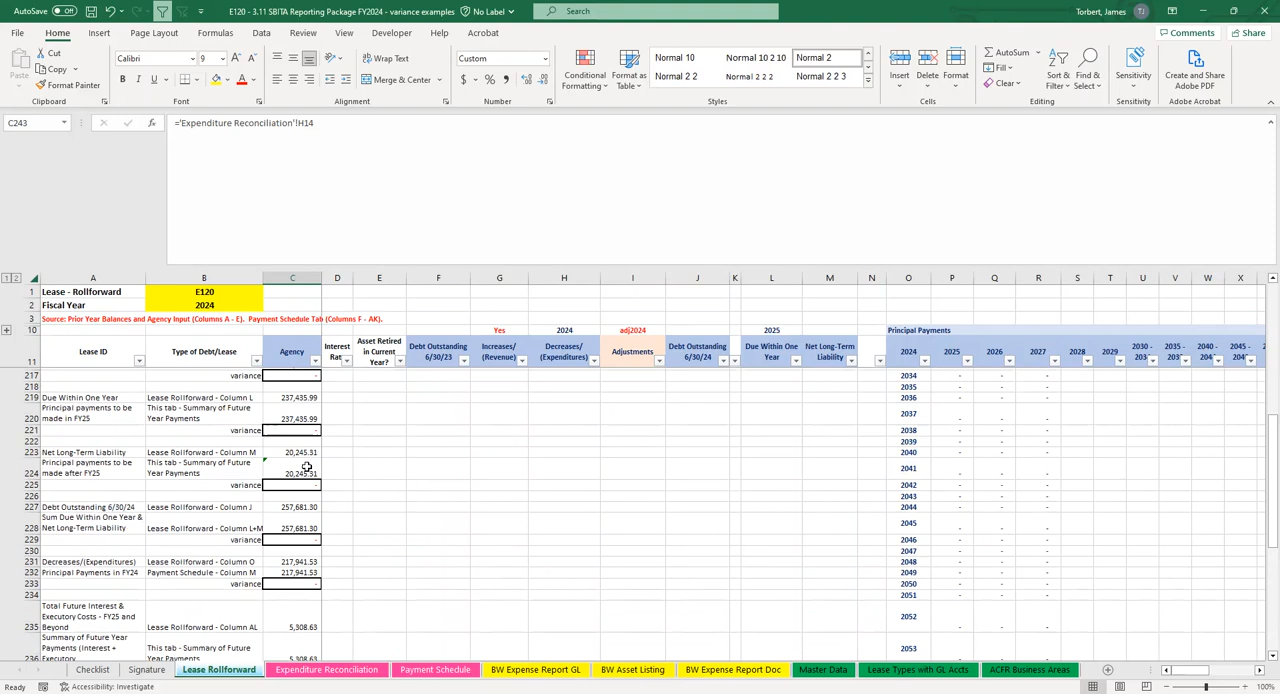 AutoSave Off E120 - 3.11 SBITA Reporting Package FY2024 - variance examples No Label Search Torbert, James TJ
File Home Insert Page Layout Formulas Data Review View Developer Help Acrobat Comments Share
Paste Cut Copy Format Painter Calibri 9 A A B I U Wrap Text Merge & Center Custom $ % Conditional Formatting Format as Table Normal 10 Normal 10 2 10 Normal 2 Normal 2 2 Normal 2 2 2 Normal 2 2 3 Insert Delete Format AutoSum Fill Clear Sort & Filter Find & Select Sensitivity Create and Share Adobe PDF
Clipboard Font Alignment Number Styles Cells Editing Sensitivity Adobe Acrobat
C243 fx ='Expenditure Reconciliation'!H14
1 2 A B C D E F G H I J K L M N O P Q R S T U V W X
1 Lease - Rollforward E120
2 Fiscal Year 2024
3 Source: Prior Year Balances and Agency Input (Columns A - E). Payment Schedule Tab (Columns F - AK).
10 Yes 2024 adj2024 2025 Principal Payments
11 Lease ID Type of Debt/Lease Agency Interest Rat Asset Retired in Current Year? Debt Outstanding 6/30/23 Increases/ (Revenue) Decreases/ (Expenditures) Adjustments Debt Outstanding 6/30/24 Due Within One Year Net Long-Term Liability 2024 2025 2026 2027 2028 2029 2030 - 2040 - 2045 -
217 variance - 2034 - - -
218 2035 - - -
219 Due Within One Year Lease Rollforward - Column L 237,435.99 2036 - - -
220 Principal payments to be made in FY25 This tab - Summary of Future Year Payments 237,435.99 2037 - - -
221 variance - 2038 - - -
222 2039 - - -
223 Net Long-Term Liability Lease Rollforward - Column M 20,245.31 2040 - - -
224 Principal payments to be made after FY25 This tab - Summary of Future Year Payments 20,245.31 2041 - - -
225 variance - 2042 - - -
226 2043 - - -
227 Debt Outstanding 6/30/24 Lease Rollforward - Column J 257,681.30 2044 - - -
228 Sum Due Within One Year & Net Long-Term Liability Lease Rollforward - Column L+M 257,681.30 2045 - - -
229 variance - 2046 - - -
230 2047 - - -
231 Decreases/(Expenditures) Lease Rollforward - Column O 217,941.53 2048 - - -
232 Principal Payments in FY24 Payment Schedule - Column M 217,941.53 2049 - - -
233 variance - 2050 - - -
234 2051 - - -
235 Total Future Interest & Executory Costs - FY25 and Beyond Lease Rollforward - Column AL 5,308.63 2052 - - -
236 Summary of Future Year Payments (Interest + Executory This tab - Summary of Future Year Payments 5,308.63 2053 - - -
Checklist Signature Lease Rollforward Expenditure Reconciliation Payment Schedule BW Expense Report GL BW Asset Listing BW Expense Report Doc Master Data Lease Types with GL Accts ACFR Business Areas
Ready Accessibility: Investigate 100%